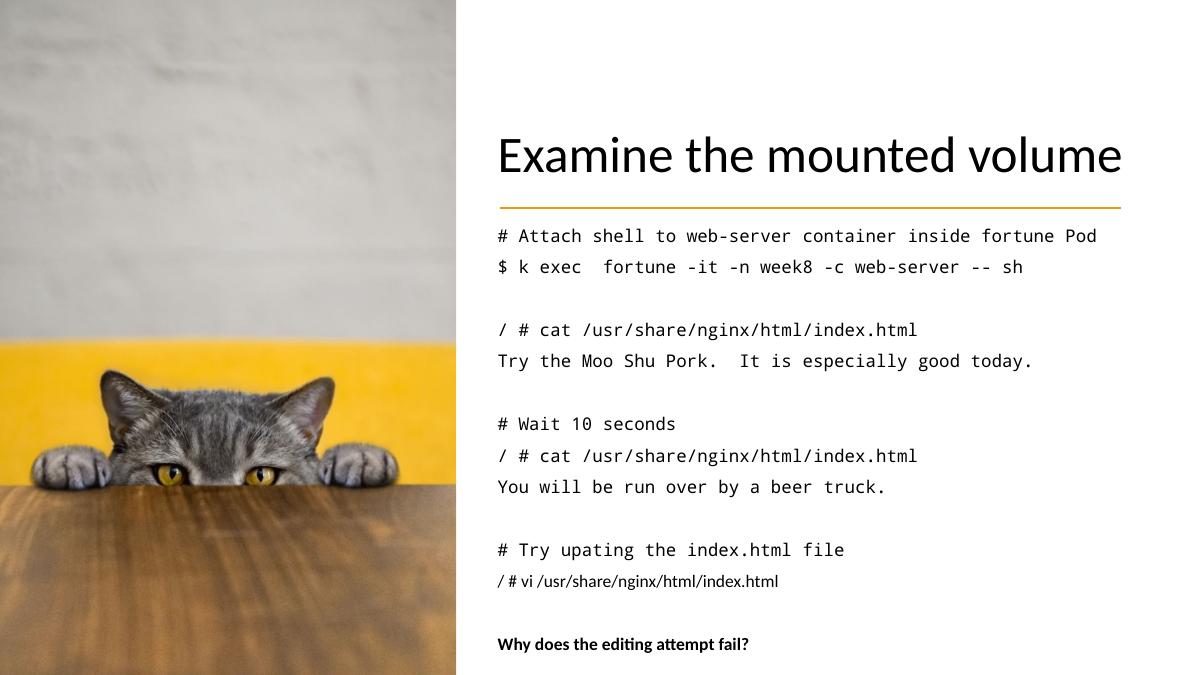 Examine the mounted volume
# Attach shell to web-server container inside fortune Pod
$ k exec  fortune -it -n week8 -c web-server -- sh
/ # cat /usr/share/nginx/html/index.html
Try the Moo Shu Pork.  It is especially good today.
# Wait 10 seconds
/ # cat /usr/share/nginx/html/index.html
You will be run over by a beer truck.
# Try upating the index.html file
/ # vi /usr/share/nginx/html/index.html
Why does the editing attempt fail?